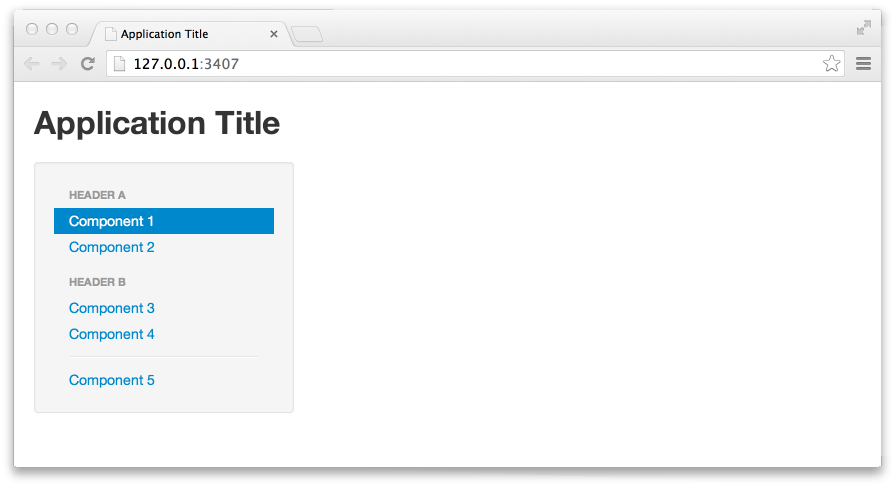 Application Title
127.0.0.1:3407
Application Title
HEADER A
Component 1
Component 2
HEADER B
Component 3
Component 4
Component 5